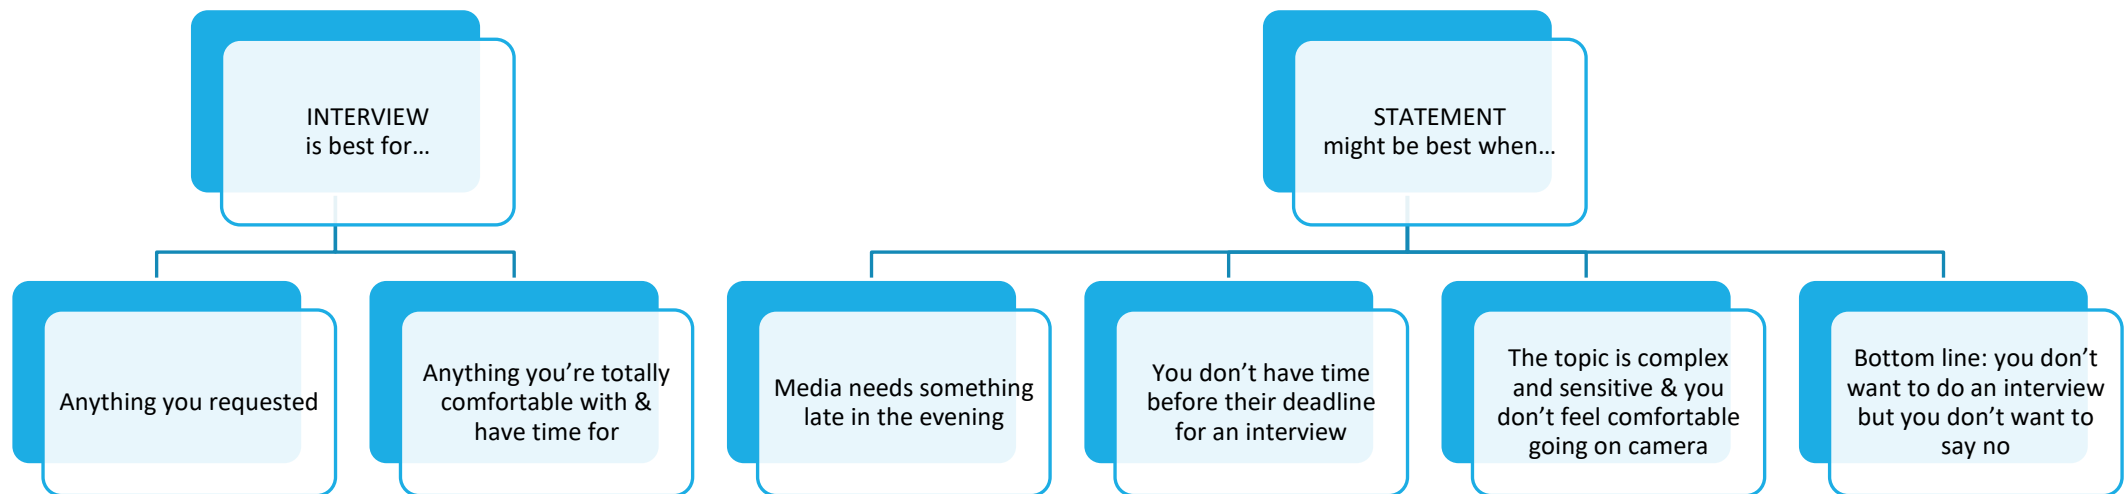 INTERVIEW
is best for…
STATEMENT
might be best when…
Anything you requested
Anything you’re totally
comfortable with &
have time for
Media needs something
late in the evening
You don’t have time
before their deadline
for an interview
The topic is complex
and sensitive & you
don’t feel comfortable
going on camera
Bottom line: you don’t
want to do an interview
but you don’t want to
say no